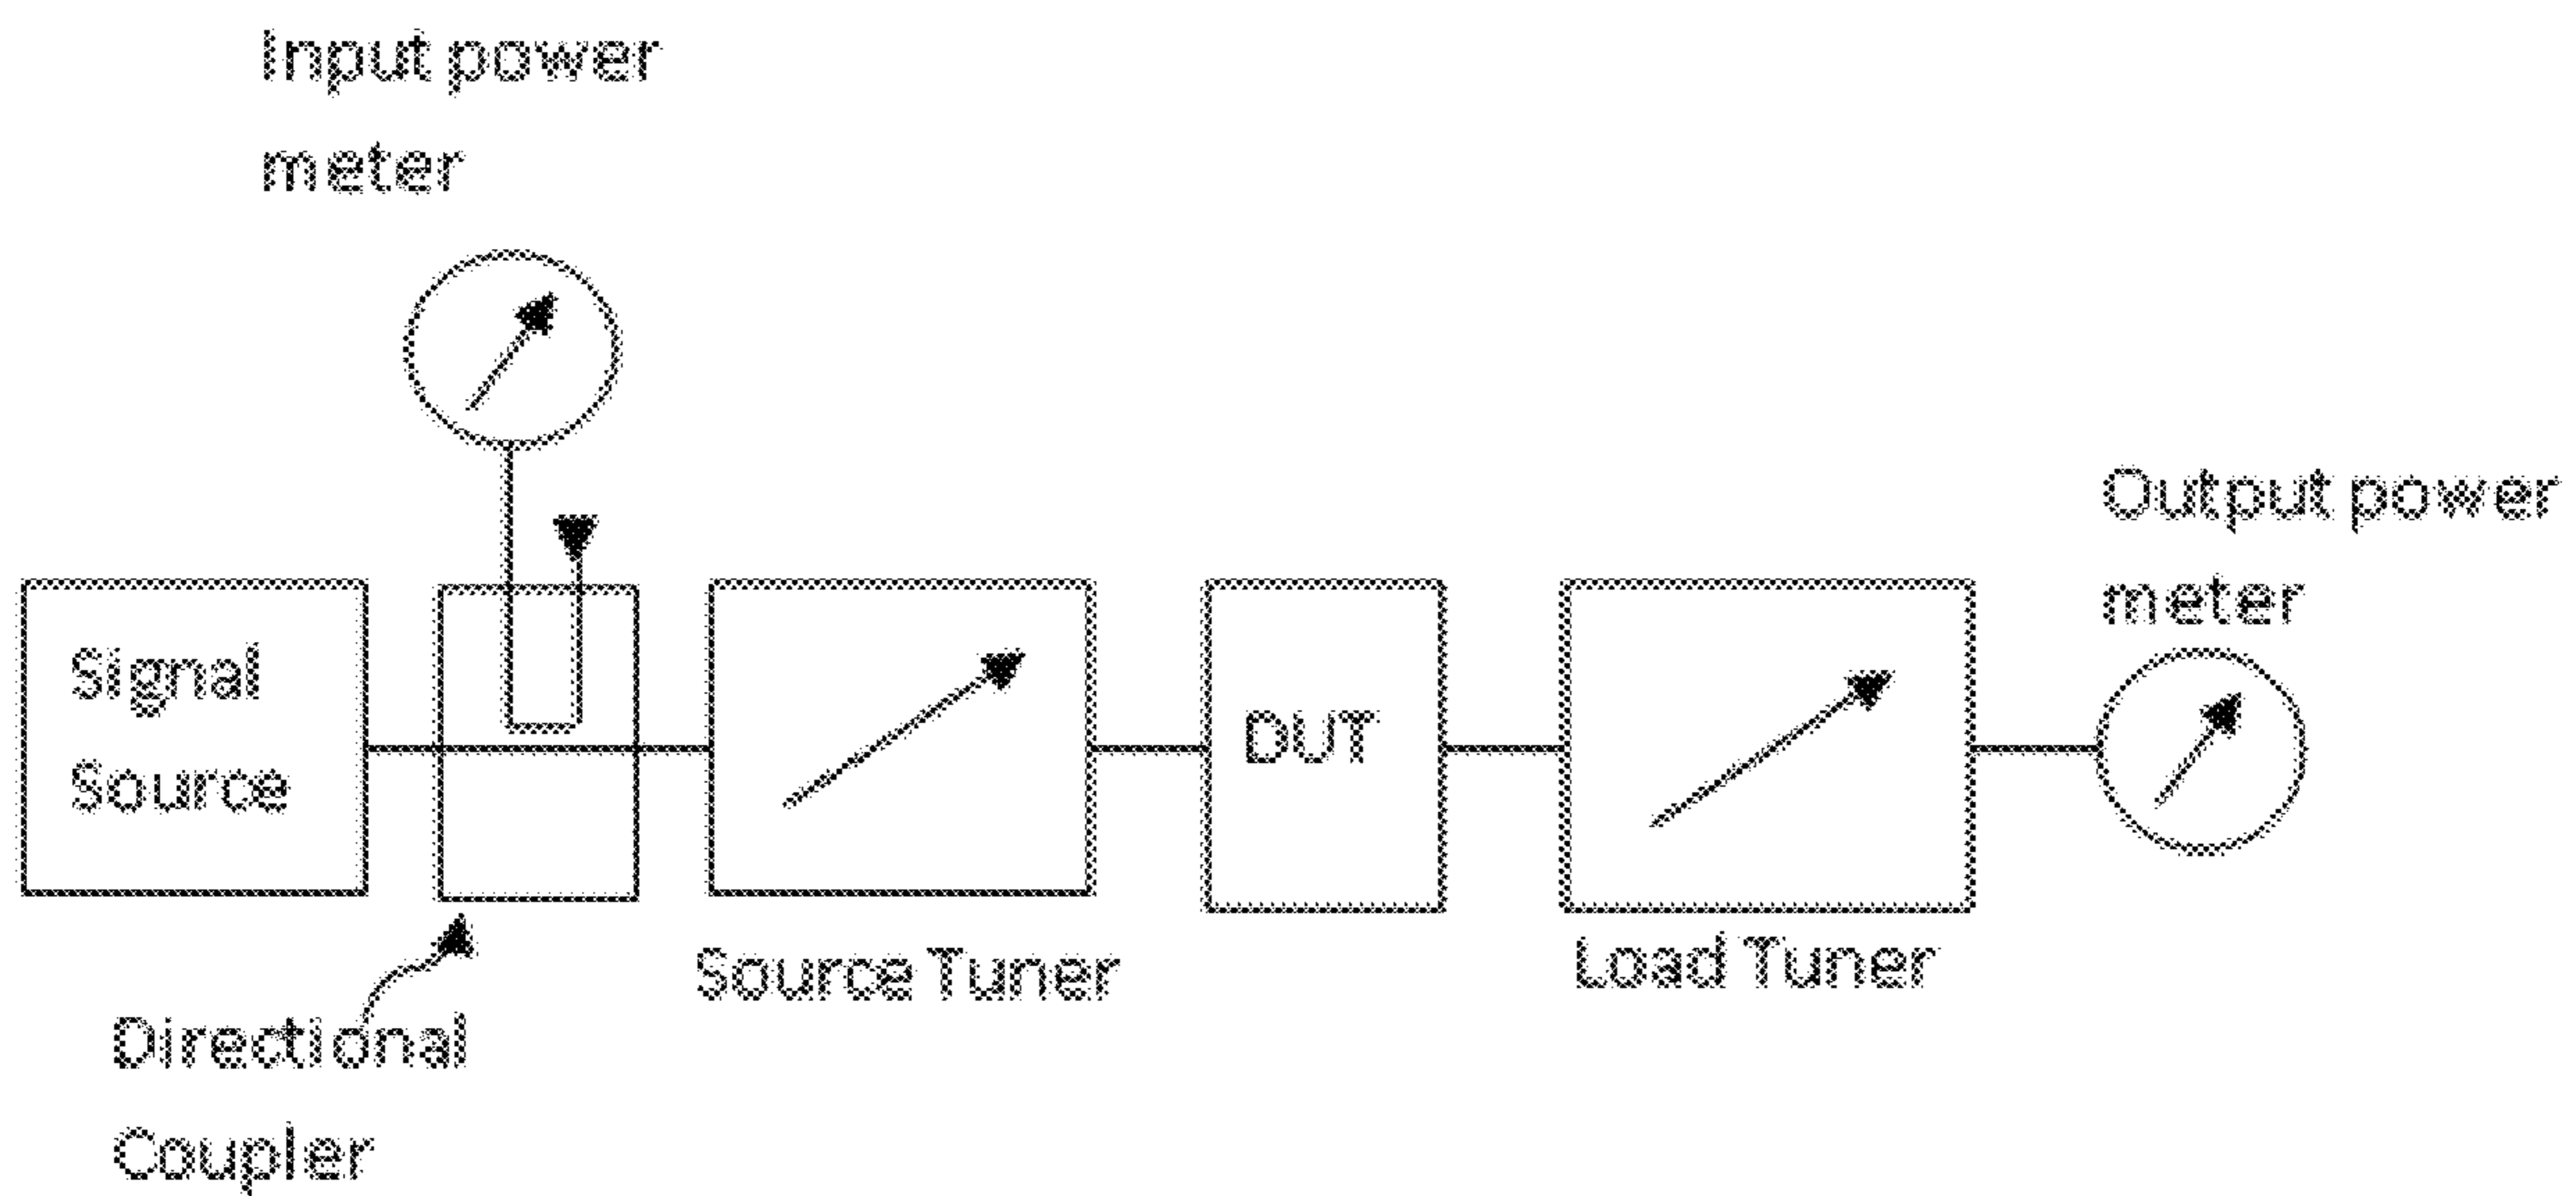 Input power
meter
Output power
meter
Signal
Source
DUT
Source Tuner
Load Tuner
Directional
Coupler